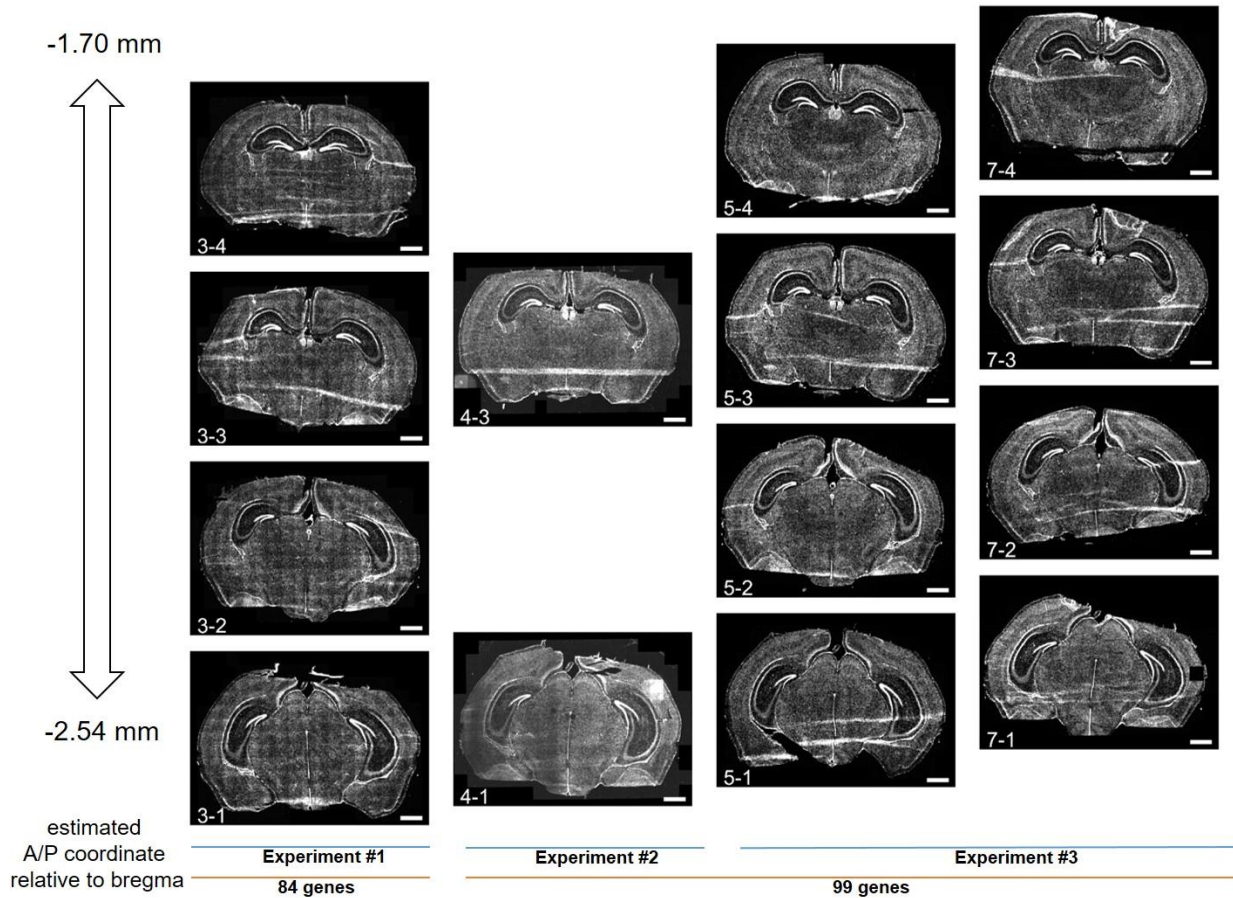 -1.70 mm
-2.54 mm
estimated
A/P coordinate
relative to bregma
3-4
3-3
3-2
3-1
4-3
4-1
5-4
5-3
5-2
5-1
7-4
7-3
7-2
7-1
Experiment #1
Experiment #2
Experiment #3
84 genes
99 genes